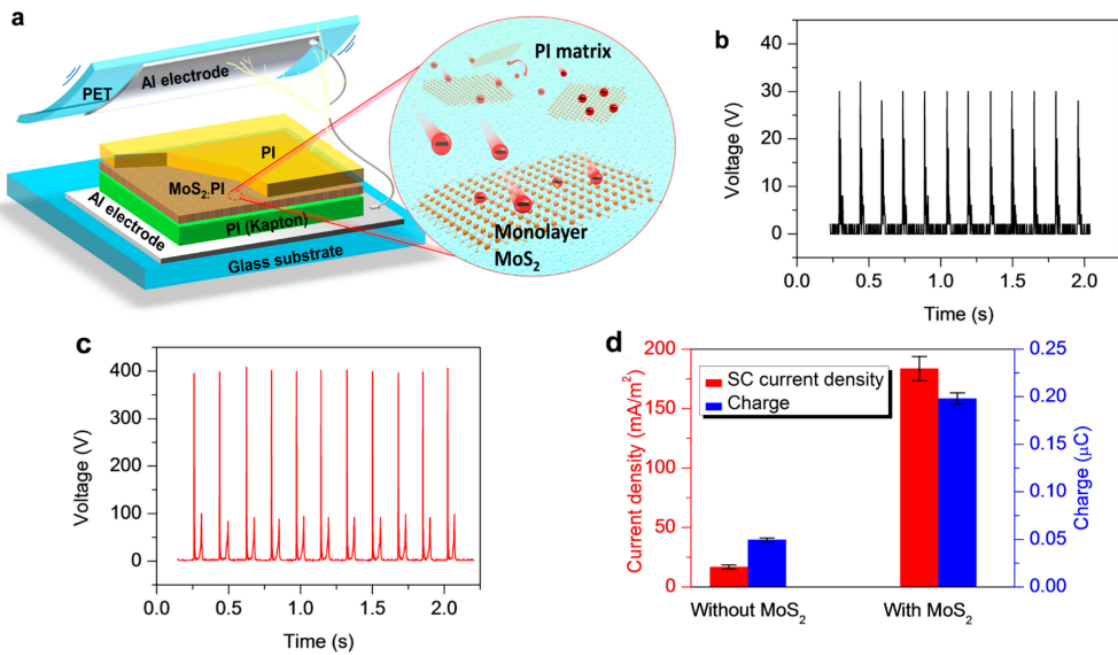 a
PET
Al electrode
PI
MoS₂:PI
Al electrode
PI (Kapton)
Glass substrate
PI matrix
Monolayer
MoS₂
b
Voltage (V)
40
30
20
10
0
0.0 0.5 1.0 1.5 2.0
Time (s)
c
Voltage (V)
400
300
200
100
0
0.0 0.5 1.0 1.5 2.0
Time (s)
d
Current density (mA/m²)
200
150
100
50
0
SC current density
Charge
0.25
0.20
0.15
0.10
0.05
0.00
Charge (μC)
Without MoS₂ With MoS₂